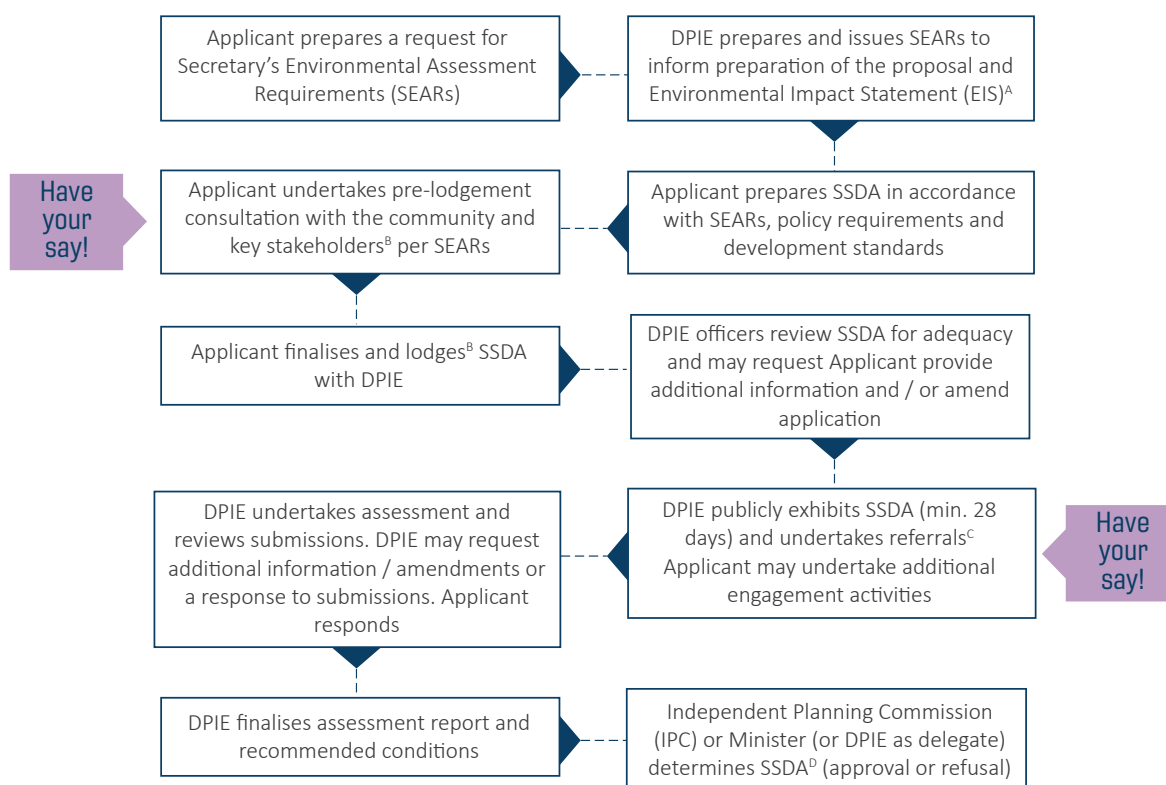 Applicant prepares a request for
Secretary’s Environmental Assessment
Requirements (SEARs)
DPIE prepares and issues SEARs to
inform preparation of the proposal and
Environmental Impact Statement (EIS)ᴬ
Applicant prepares SSDA in accordance
with SEARs, policy requirements and
development standards
Have
your
say!
Applicant undertakes pre-lodgement
consultation with the community and
key stakeholdersᴮ per SEARs
Applicant finalises and lodgesᴮ SSDA
with DPIE
DPIE officers review SSDA for adequacy
and may request Applicant provide
additional information and / or amend
application
DPIE publicly exhibits SSDA (min. 28
days) and undertakes referralsᶜ
Applicant may undertake additional
engagement activities
Have
your
say!
DPIE undertakes assessment and
reviews submissions. DPIE may request
additional information / amendments or
a response to submissions. Applicant
responds
DPIE finalises assessment report and
recommended conditions
Independent Planning Commission
(IPC) or Minister (or DPIE as delegate)
determines SSDAᴰ (approval or refusal)